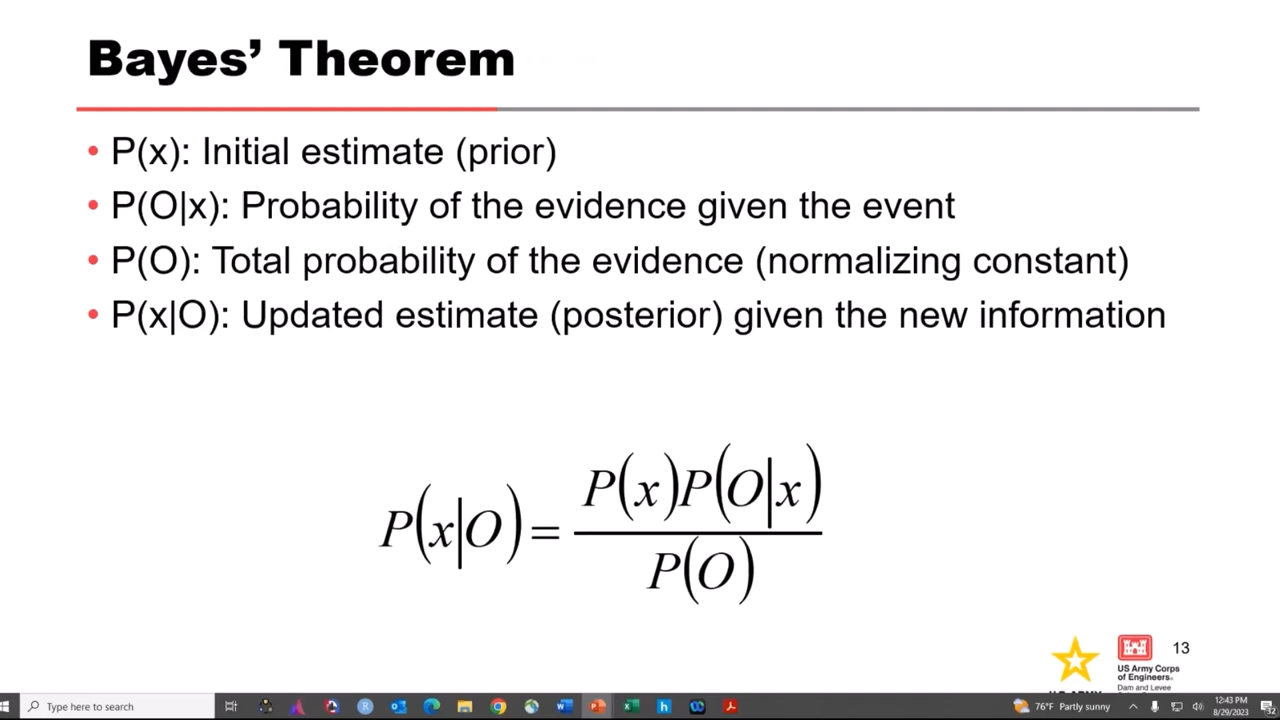 Bayes’ Theorem
• P(x): Initial estimate (prior)
• P(O|x): Probability of the evidence given the event
• P(O): Total probability of the evidence (normalizing constant)
• P(x|O): Updated estimate (posterior) given the new information
P(x|O) = P(x)P(O|x) / P(O)
13
US Army Corps
of Engineers®
Dam and Levee
U.S. ARMY
Type here to search
76°F Partly sunny
12:43 PM
8/29/2023